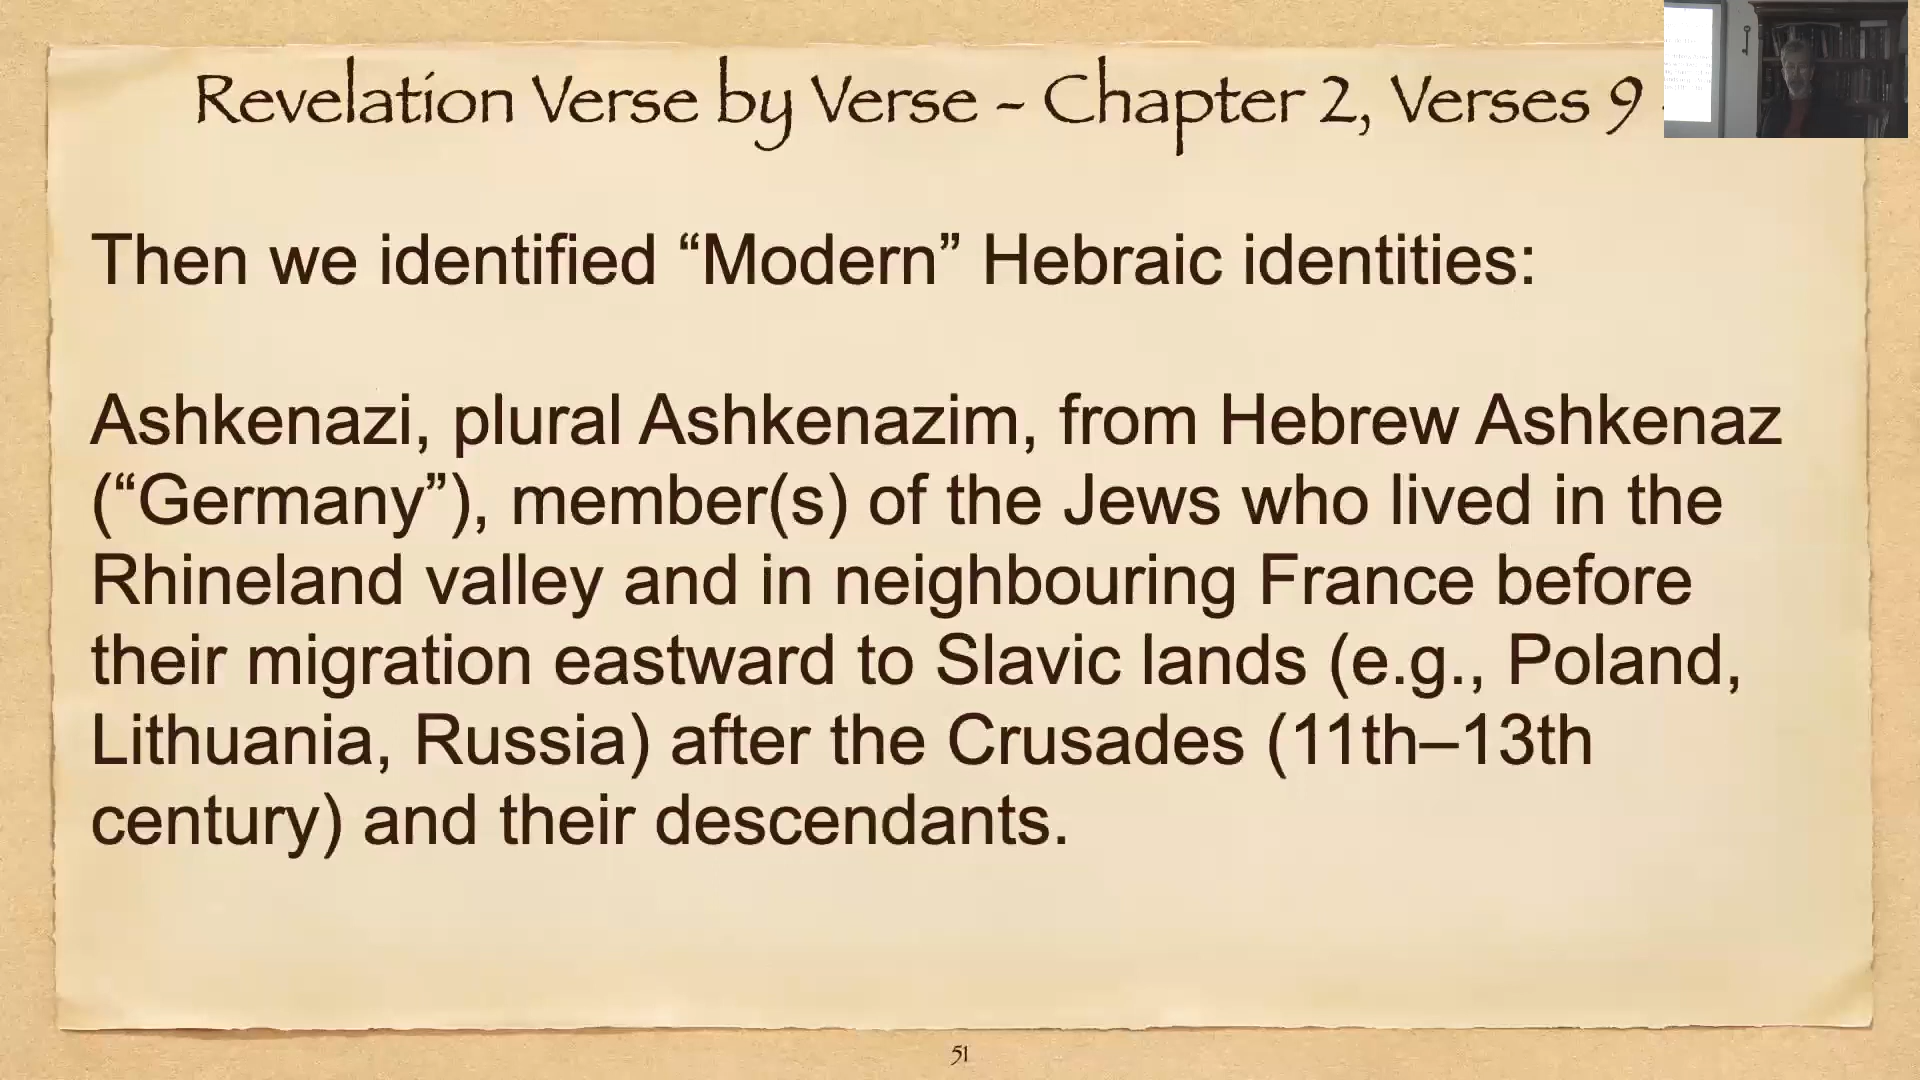 Revelation Verse by Verse - Chapter 2, Verses 9
Then we identified “Modern” Hebraic identities:
Ashkenazi, plural Ashkenazim, from Hebrew Ashkenaz
(“Germany”), member(s) of the Jews who lived in the
Rhineland valley and in neighbouring France before
their migration eastward to Slavic lands (e.g., Poland,
Lithuania, Russia) after the Crusades (11th–13th
century) and their descendants.
51